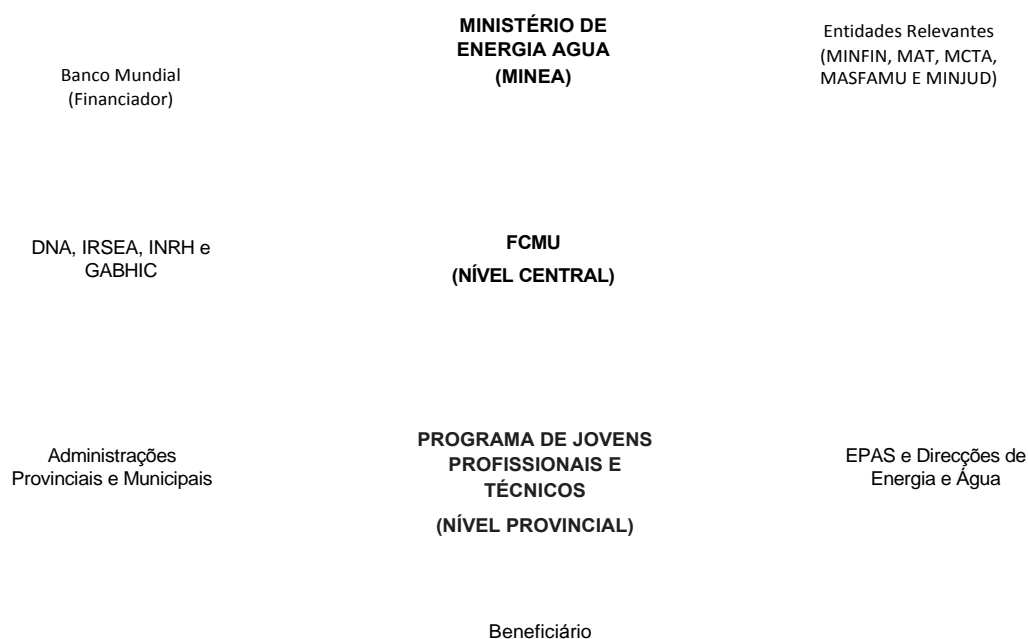 MINISTÉRIO DE
ENERGIA AGUA
(MINEA)
Entidades Relevantes
(MINFIN, MAT, MCTA,
MASFAMU E MINJUD)
Banco Mundial
(Financiador)
DNA, IRSEA, INRH e
GABHIC
FCMU
(NÍVEL CENTRAL)
Administrações
Provinciais e Municipais
PROGRAMA DE JOVENS
PROFISSIONAIS E
TÉCNICOS
(NÍVEL PROVINCIAL)
EPAS e Direcções de
Energia e Água
Beneficiário